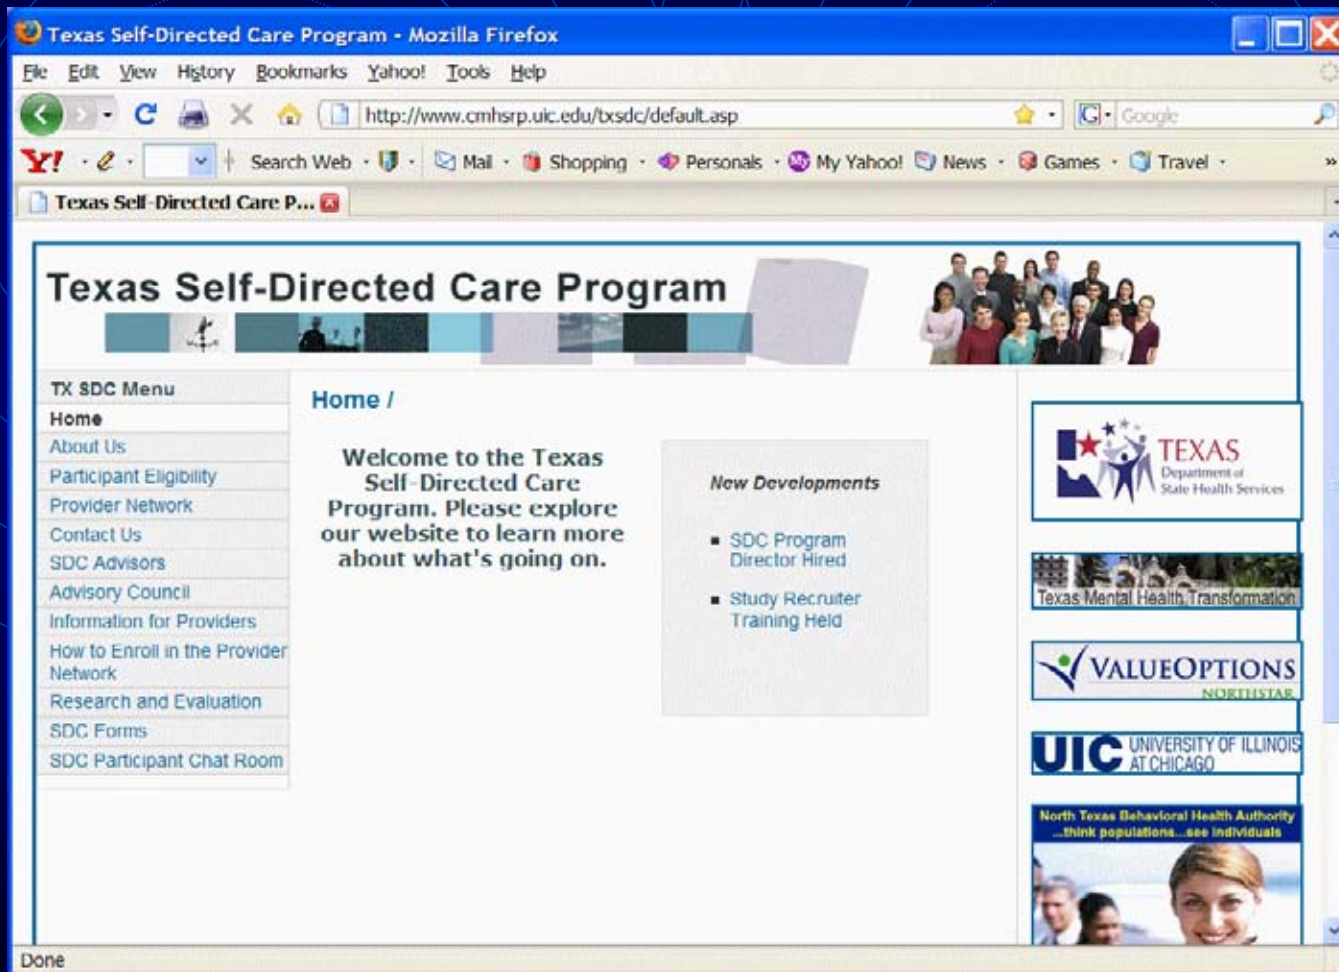 Texas Self-Directed Care Program - Mozilla Firefox
File Edit View History Bookmarks Yahoo! Tools Help
http://www.cmhsrp.uic.edu/txsdc/default.asp
G Google
Y! Search Web Mail Shopping Personals My Yahoo! News Games Travel »
Texas Self-Directed Care P...
Texas Self-Directed Care Program
TX SDC Menu
Home
About Us
Participant Eligibility
Provider Network
Contact Us
SDC Advisors
Advisory Council
Information for Providers
How to Enroll in the Provider
Network
Research and Evaluation
SDC Forms
SDC Participant Chat Room
Home /
Welcome to the Texas
Self-Directed Care
Program. Please explore
our website to learn more
about what's going on.
New Developments
SDC Program
Director Hired
Study Recruiter
Training Held
TEXAS
Department of
State Health Services
Texas Mental Health Transformation
VALUEOPTIONS
NORTHSTAR
UIC UNIVERSITY OF ILLINOIS
AT CHICAGO
North Texas Behavioral Health Authority
...think populations...see individuals
Done